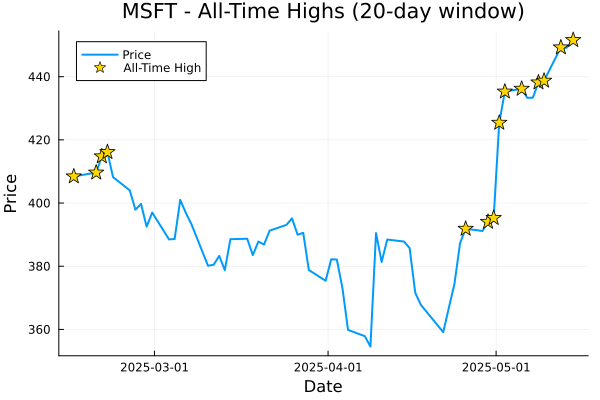 MSFT - All-Time Highs (20-day window)
Price
All-Time High
Price
440
420
400
380
360
2025-03-01
2025-04-01
2025-05-01
Date